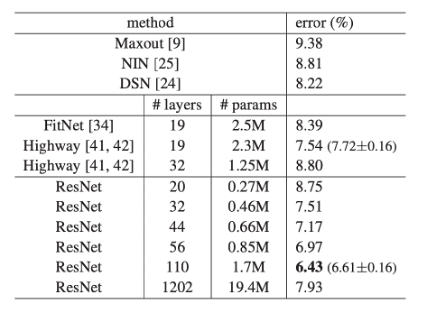 method error (%)
Maxout [9] 9.38
NIN [25] 8.81
DSN [24] 8.22
# layers # params
FitNet [34] 19 2.5M 8.39
Highway [41, 42] 19 2.3M 7.54 (7.72±0.16)
Highway [41, 42] 32 1.25M 8.80
ResNet 20 0.27M 8.75
ResNet 32 0.46M 7.51
ResNet 44 0.66M 7.17
ResNet 56 0.85M 6.97
ResNet 110 1.7M 6.43 (6.61±0.16)
ResNet 1202 19.4M 7.93